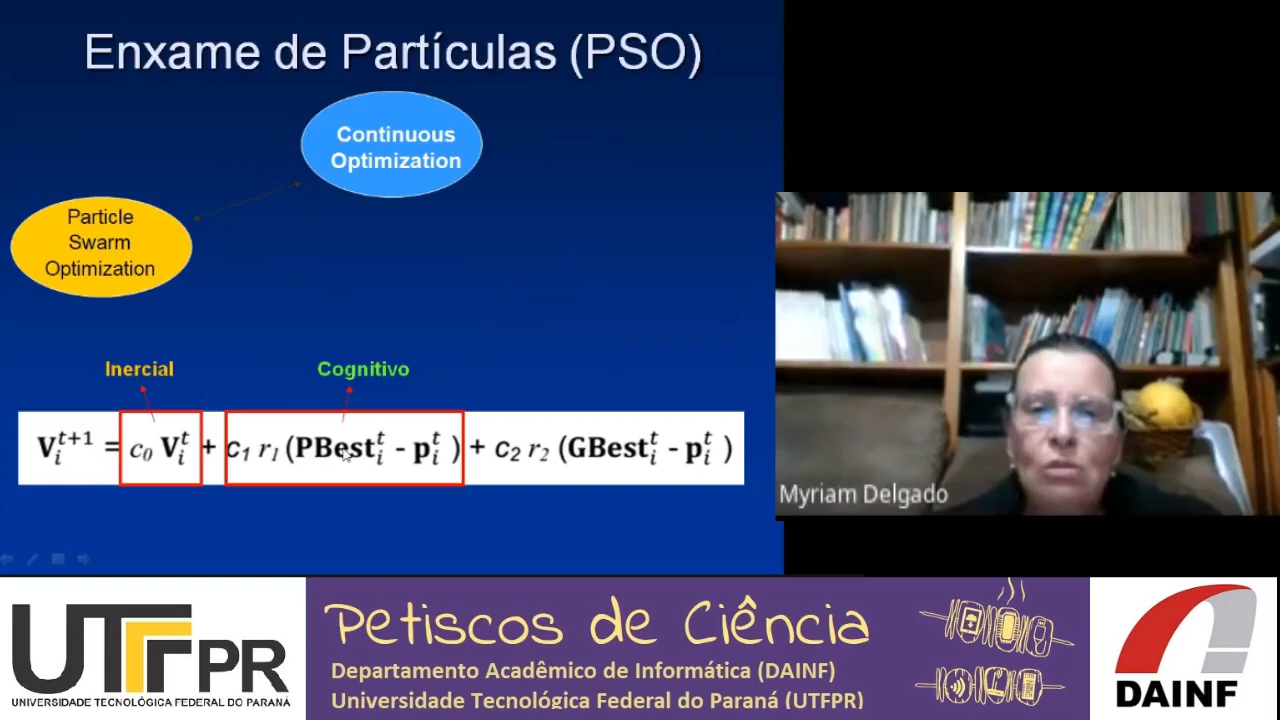 Enxame de Partículas (PSO)
Continuous
Optimization
Particle
Swarm
Optimization
Inercial
Cognitivo
V_i^{t+1} = c_0 V_i^t + c_1 r_1 (PBest_i^t - p_i^t) + c_2 r_2 (GBest_i^t - p_i^t)
Myriam Delgado
UTFPR
UNIVERSIDADE TECNOLÓGICA FEDERAL DO PARANÁ
Petiscos de Ciência
Departamento Acadêmico de Informática (DAINF)
Universidade Tecnológica Federal do Paraná (UTFPR)
DAINF